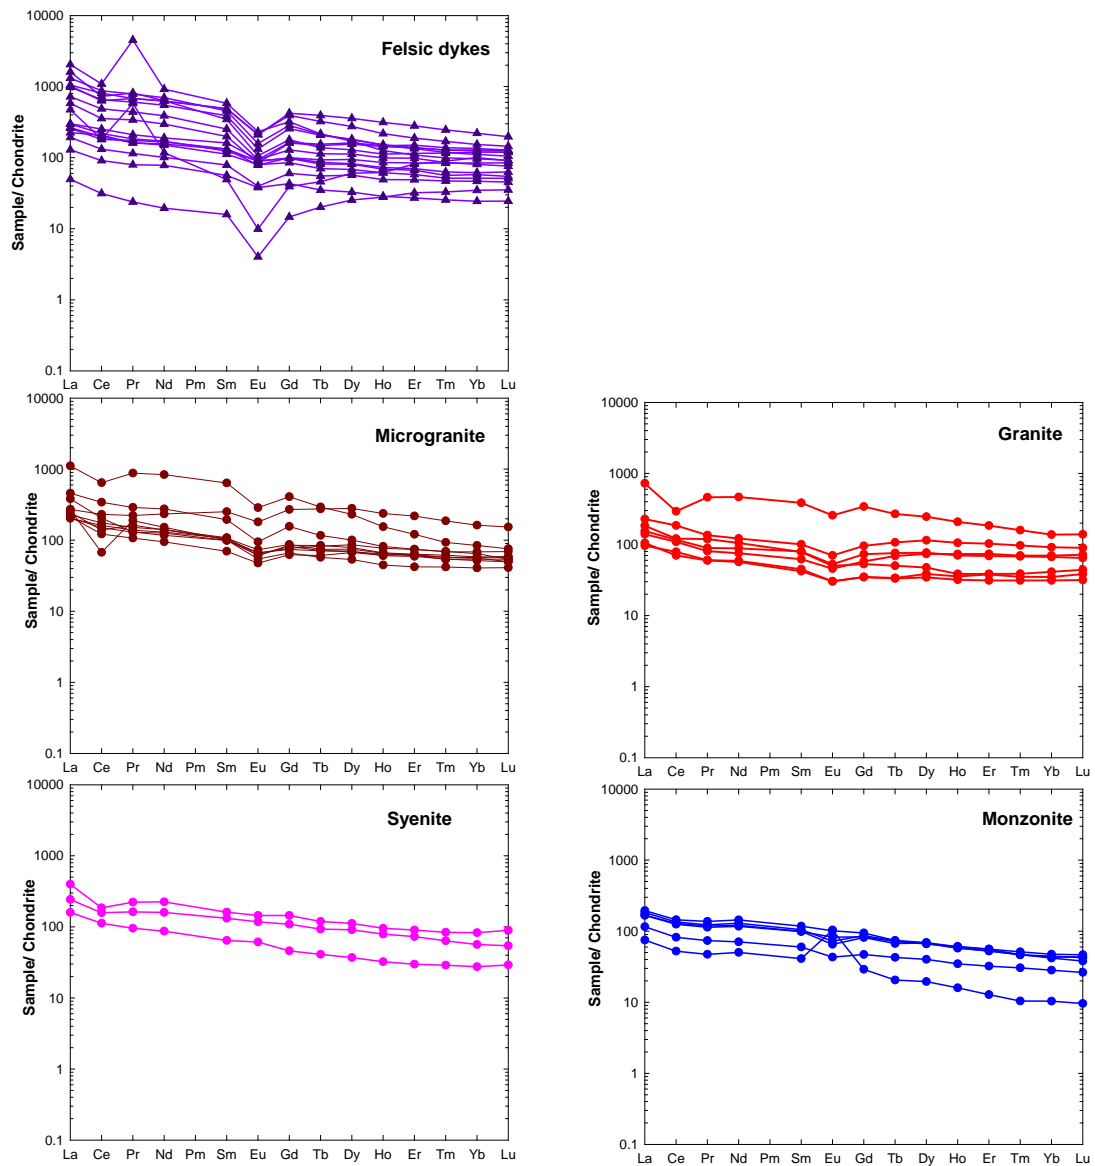 Felsic dykes
Sample/ Chondrite
10000
1000
100
10
1
0.1
La Ce Pr Nd Pm Sm Eu Gd Tb Dy Ho Er Tm Yb Lu
Microgranite
Sample/ Chondrite
10000
1000
100
10
1
0.1
La Ce Pr Nd Pm Sm Eu Gd Tb Dy Ho Er Tm Yb Lu
Granite
Sample/ Chondrite
10000
1000
100
10
1
0.1
La Ce Pr Nd Pm Sm Eu Gd Tb Dy Ho Er Tm Yb Lu
Syenite
Sample/ Chondrite
10000
1000
100
10
1
0.1
La Ce Pr Nd Pm Sm Eu Gd Tb Dy Ho Er Tm Yb Lu
Monzonite
Sample/ Chondrite
10000
1000
100
10
1
0.1
La Ce Pr Nd Pm Sm Eu Gd Tb Dy Ho Er Tm Yb Lu